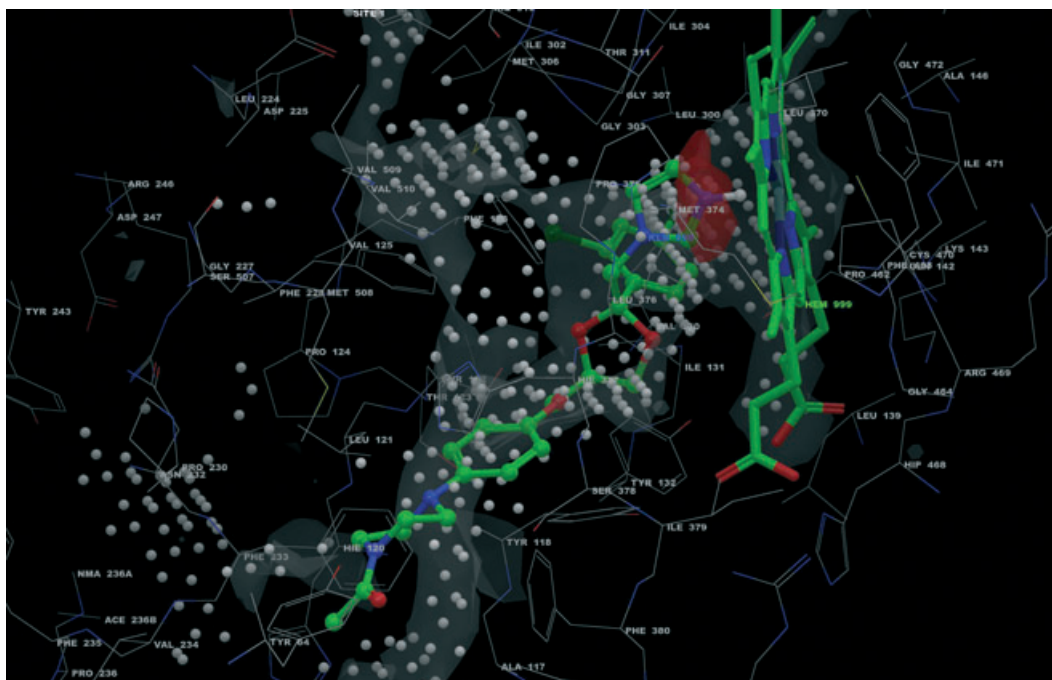 SITE 1
ILE 304
ILE 302
THR 311
MET 306
GLY 472
ALA 146
LEU 224
ASP 225
GLY 307
LEU 300
GLY 303
LEU 370
VAL 509
ILE 471
ARG 246
VAL 510
ASP 247
MET 374
VAL 125
LYS 143
CYS 470
GLY 227
SER 507
PRO 462
MET 508
LEU 376
HEM 999
TYR 243
PRO 124
ILE 131
ARG 469
GLY 464
LEU 139
LEU 121
PRO 230
HIP 468
TYR 132
SER 378
ILE 379
TYR 118
HIE 120
PHE 233
NMA 236A
ACE 236B
PHE 235
VAL 234
TYR 64
PHE 380
ALA 117
PRO 236